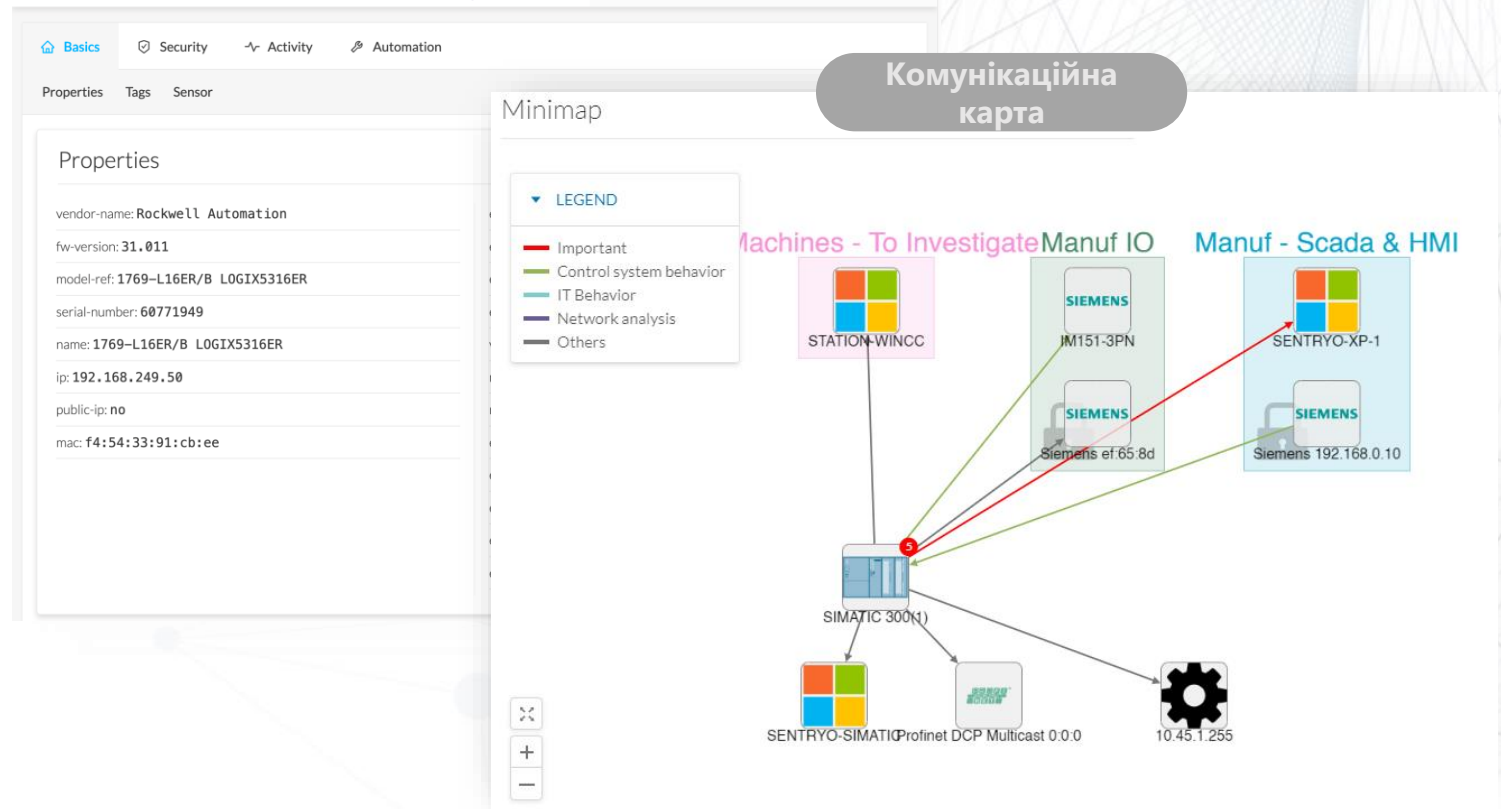 Basics Security Activity Automation
Properties Tags Sensor
Комунікаційна
карта
Properties
vendor-name: Rockwell Automation
fw-version: 31.011
model-ref: 1769-L16ER/B LOGIX5316ER
serial-number: 60771949
name: 1769-L16ER/B LOGIX5316ER
ip: 192.168.249.50
public-ip: no
mac: f4:54:33:91:cb:ee
Minimap
LEGEND
Important
Control system behavior
IT Behavior
Network analysis
Others
Machines - To Investigate
Manuf IO
Manuf - Scada & HMI
STATION-WINCC
SIEMENS
IM151-3PN
SENTRYO-XP-1
SIEMENS
Siemens ef:65:8d
SIEMENS
Siemens 192.168.0.10
5
SIMATIC 300(1)
SENTRYO-SIMATIC
Profinet DCP Multicast 0:0:0
10.45.1.255